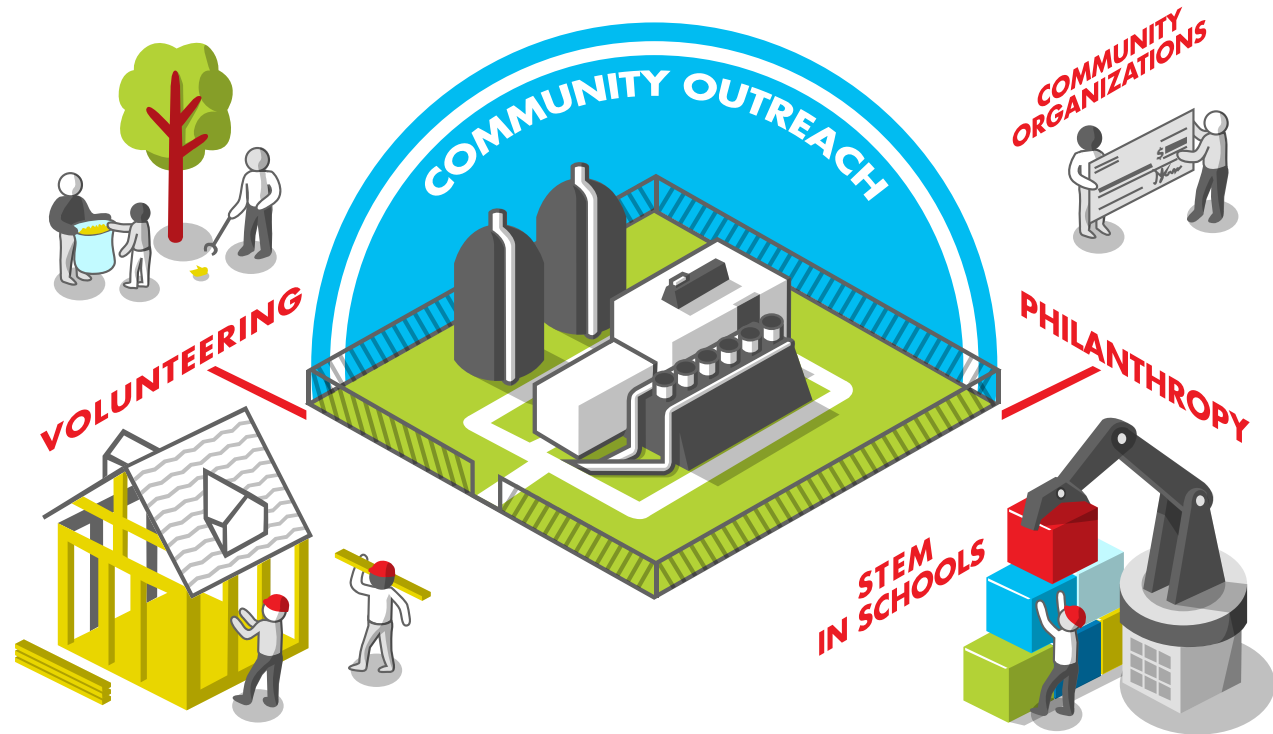 COMMUNITY OUTREACH
COMMUNITY
ORGANIZATIONS
VOLUNTEERING
PHILANTHROPY
STEM
IN SCHOOLS
$